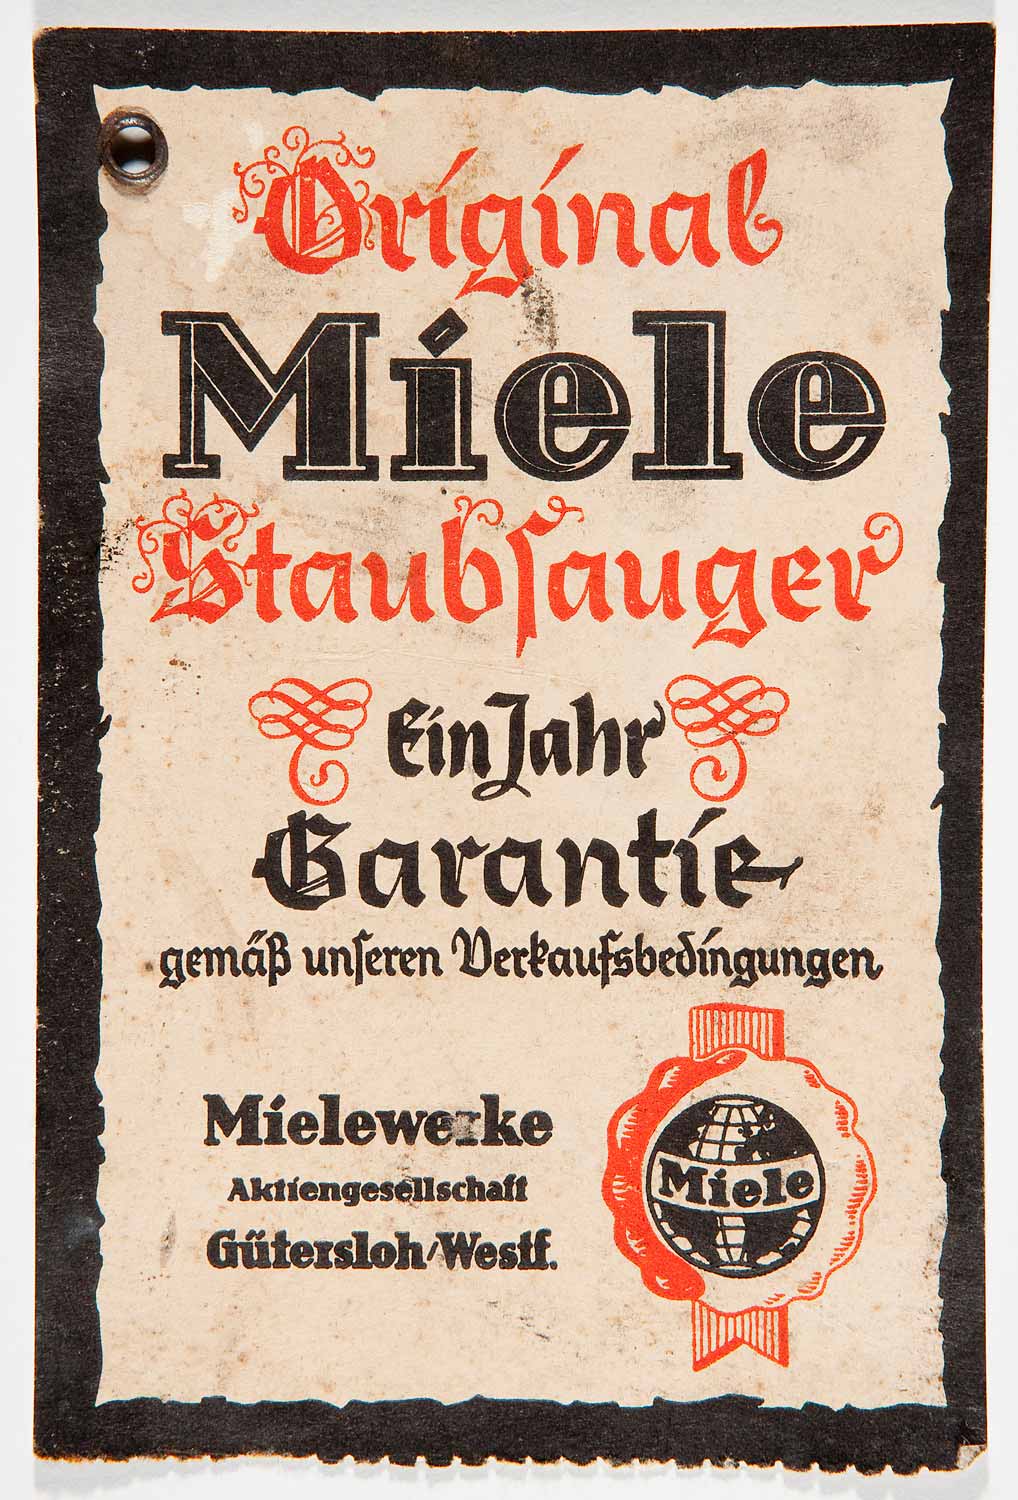 Original
Miele
Staubsauger
Ein Jahr
Garantie
gemäß unseren Verkaufsbedingungen
Mielewerke
Aktiengesellschaft
Gütersloh/Westf.
Miele